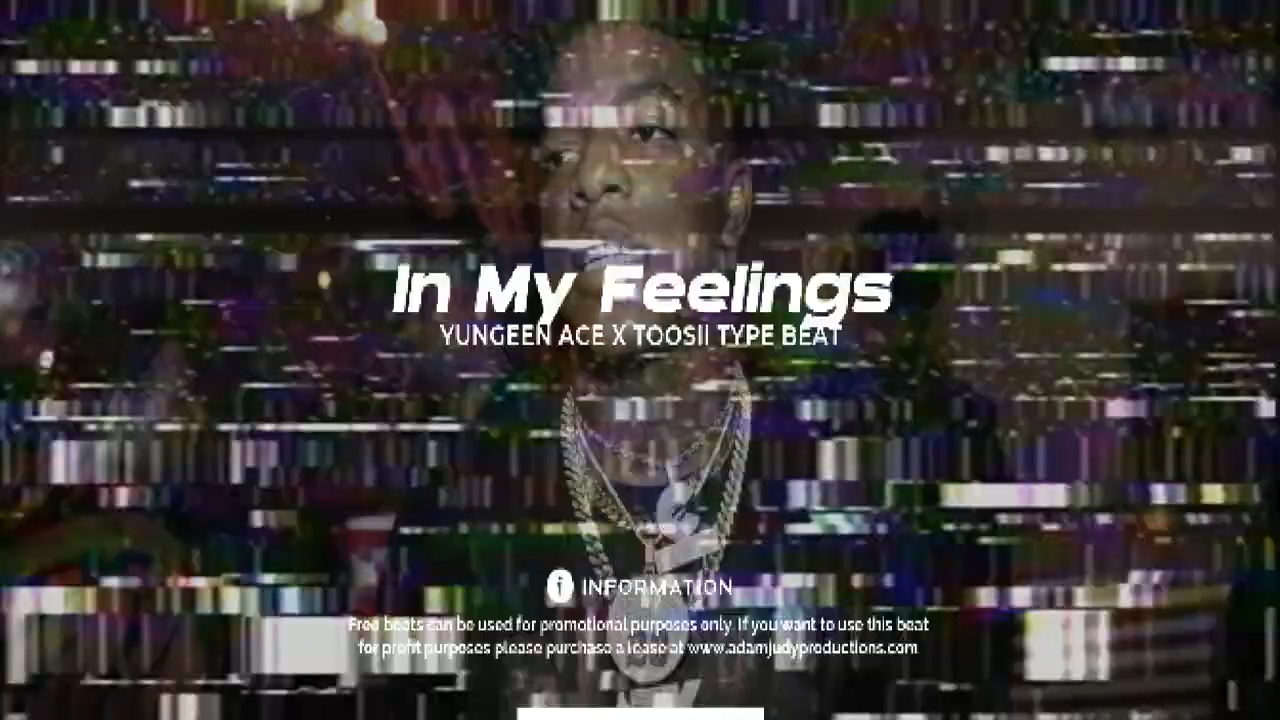 In My Feelings
YUNGEEN ACE X TOOSII TYPE BEAT
i INFORMATION
Free beats can be used for promotional purposes only. If you want to use this beat
for profit purposes please purchase a lease at www.adamjudyproductions.com